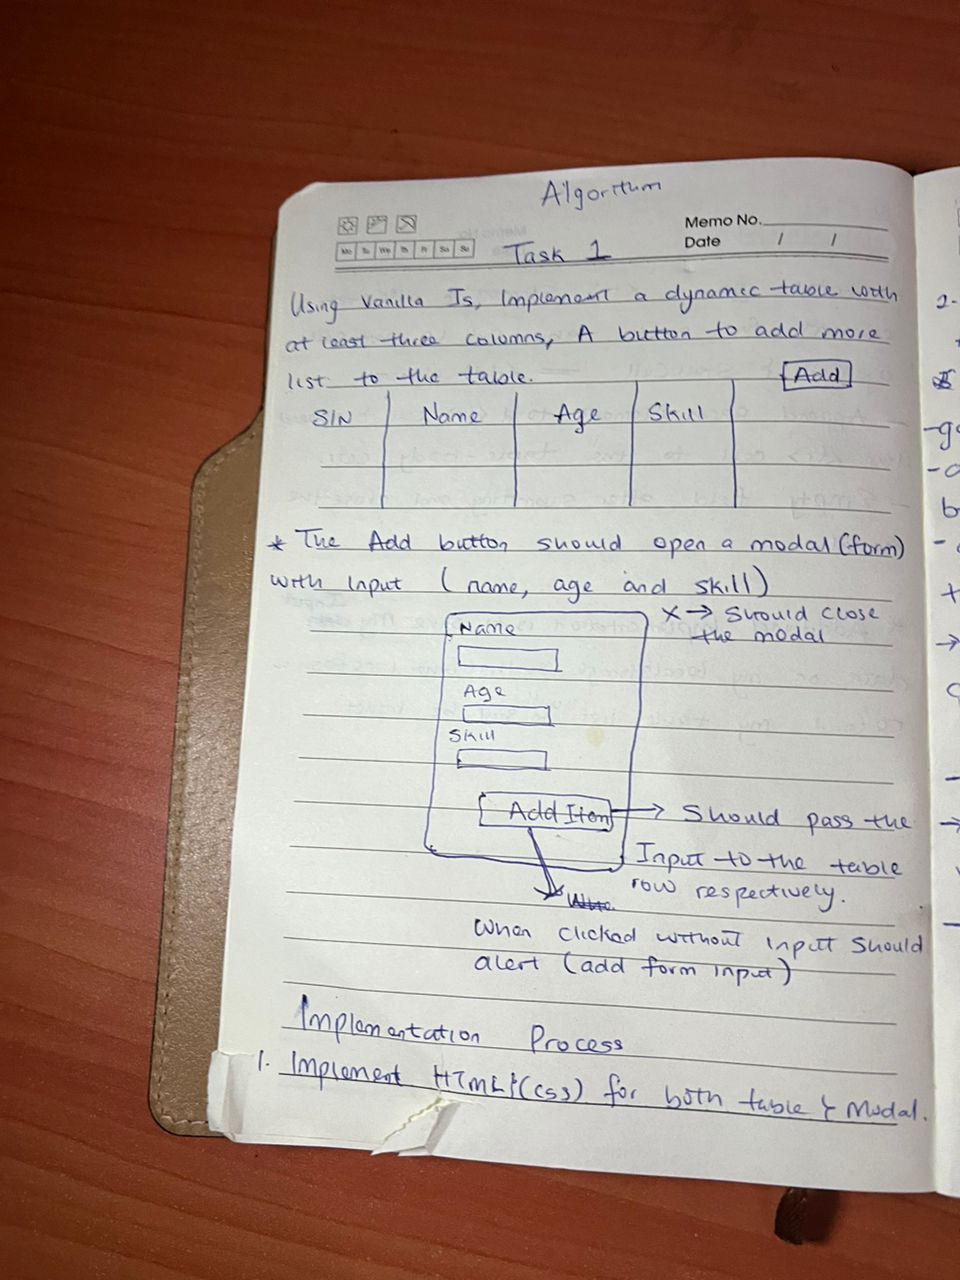 Algorithm
Memo No.
Date / /
Mo Tu We Th Fr Sa Su
Task 1
Using Vanilla Js, Implement a dynamic table with
at least three columns, A button to add more
list to the table.
Add
S/N Name Age Skill
* The Add button should open a modal (form)
with Input (name, age and skill)
X → Should close
the modal
Name
Age
Skill
Add Item → Should pass the
Input to the table
row respectively.
When clicked without input should
alert (add form input)
Implementation Process
1. Implement HTML & (css) for both table & Modal.
2-